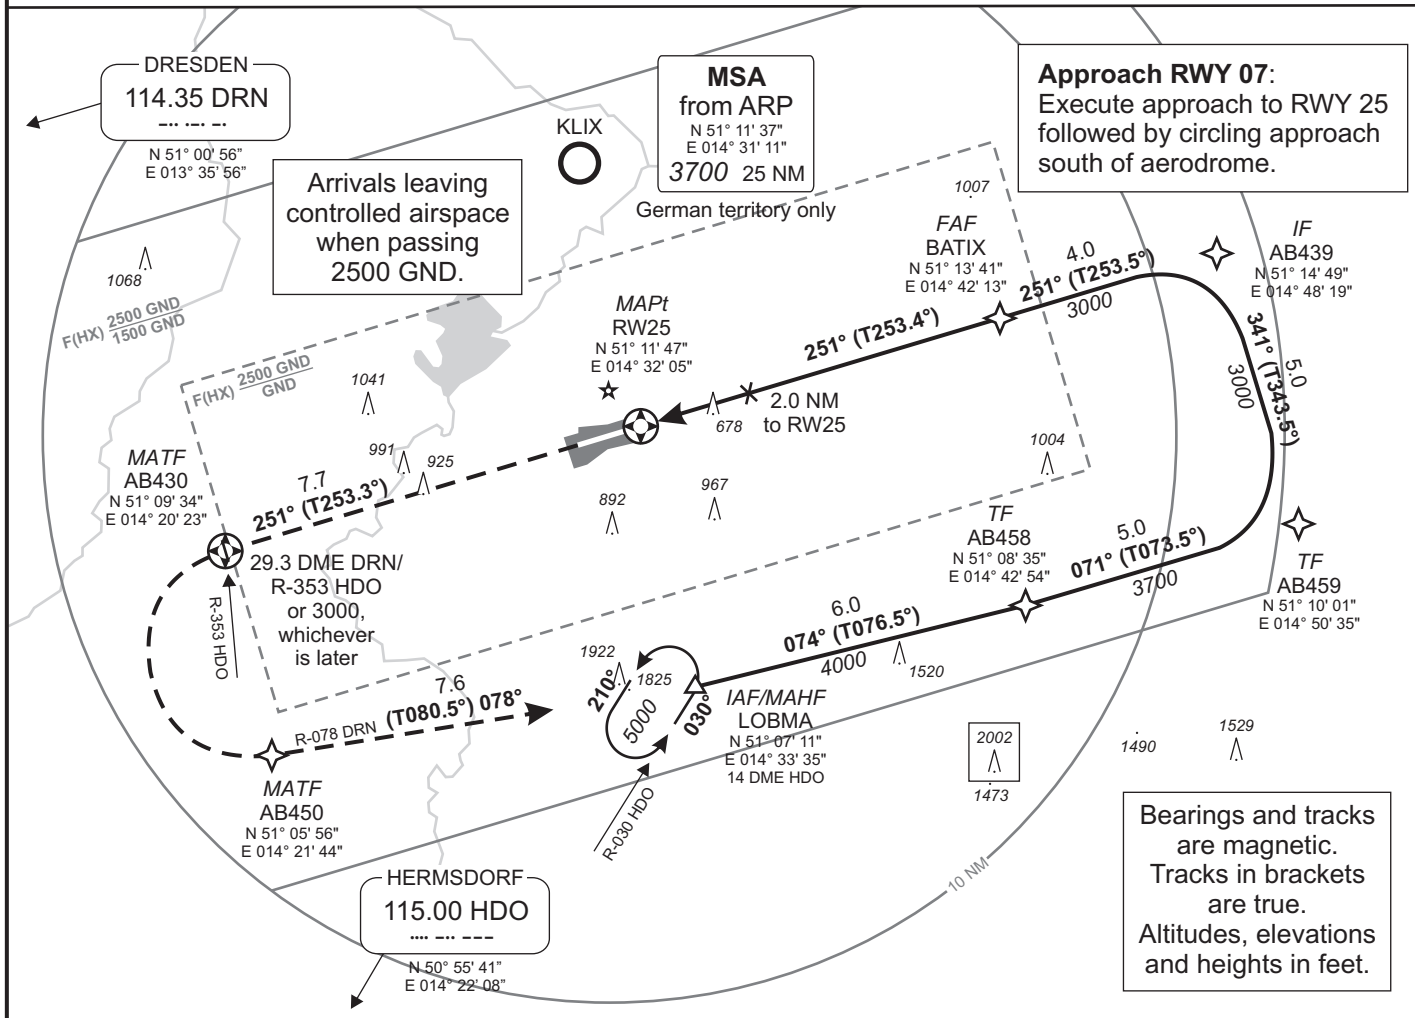 DRESDEN
114.35 DRN
N 51° 00' 56"
E 013° 35' 56"
Arrivals leaving
controlled airspace
when passing
2500 GND.
KLIX
MSA
from ARP
N 51° 11' 37"
E 014° 31' 11"
3700 25 NM
German territory only
Approach RWY 07:
Execute approach to RWY 25
followed by circling approach
south of aerodrome.
1007
FAF
BATIX
N 51° 13' 41"
E 014° 42' 13"
4.0
251° (T253.5°)
3000
IF
AB439
N 51° 14' 49"
E 014° 48' 19"
1068
F(HX) 2500 GND
1500 GND
F(HX) 2500 GND
GND
MAPt
RW25
N 51° 11' 47"
E 014° 32' 05"
251° (T253.4°)
341° (T343.5°)
5.0
3000
1041
2.0 NM
to RW25
678
991
925
1004
MATF
AB430
N 51° 09' 34"
E 014° 20' 23"
7.7
251° (T253.3°)
892
967
TF
AB458
N 51° 08' 35"
E 014° 42' 54"
5.0
071° (T073.5°)
3700
TF
AB459
N 51° 10' 01"
E 014° 50' 35"
29.3 DME DRN/
R-353 HDO
or 3000,
whichever
is later
R-353 HDO
6.0
074° (T076.5°)
4000
1520
1922
1825
210°
5000
030°
IAF/MAHF
LOBMA
N 51° 07' 11"
E 014° 33' 35"
14 DME HDO
7.6
R-078 DRN (T080.5°) 078°
MATF
AB450
N 51° 05' 56"
E 014° 21' 44"
R-030 HDO
2002
1473
1490
1529
10 NM
HERMSDORF
115.00 HDO
N 50° 55' 41"
E 014° 22' 08"
Bearings and tracks
are magnetic.
Tracks in brackets
are true.
Altitudes, elevations
and heights in feet.